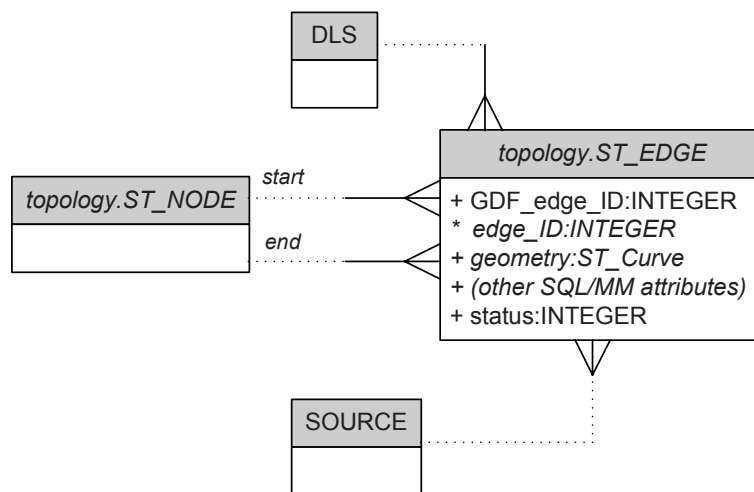 DLS
topology.ST_EDGE
+ GDF_edge_ID:INTEGER
* edge_ID:INTEGER
+ geometry:ST_Curve
+ (other SQL/MM attributes)
+ status:INTEGER
topology.ST_NODE
start
end
SOURCE